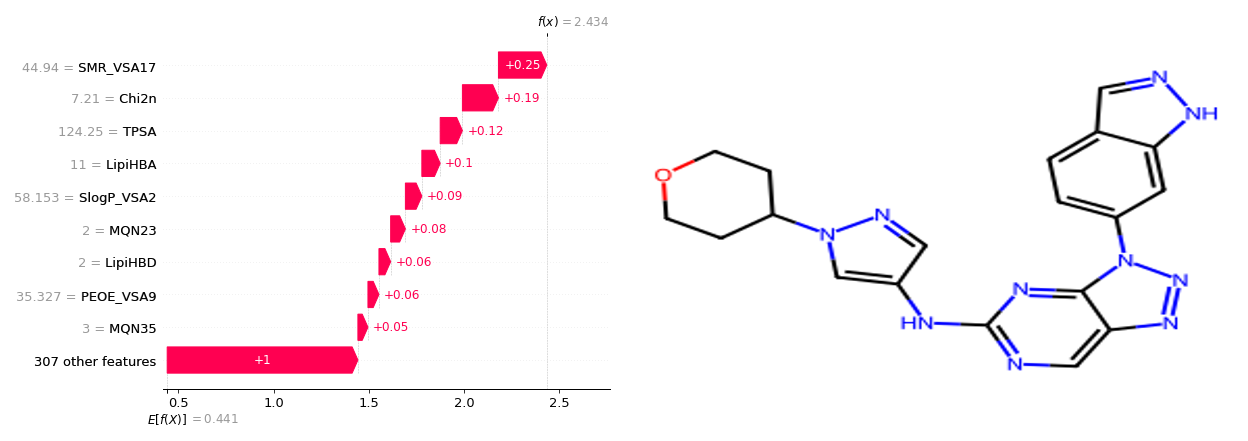 f(x) = 2.434
44.94 = SMR_VSA17
+0.25
7.21 = Chi2n
+0.19
124.25 = TPSA
+0.12
11 = LipiHBA
+0.1
58.153 = SlogP_VSA2
+0.09
2 = MQN23
+0.08
2 = LipiHBD
+0.06
35.327 = PEOE_VSA9
+0.06
3 = MQN35
+0.05
307 other features
+1
0.5 1.0 1.5 2.0 2.5
E[f(X)] = 0.441
N
NH
O
N
N
N
N
N
HN
N
N